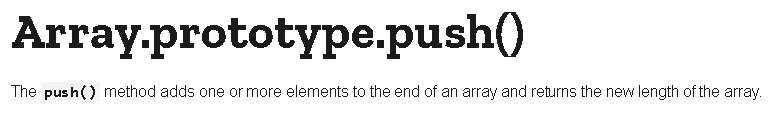 Array.prototype.push()
The push() method adds one or more elements to the end of an array and returns the new length of the array.